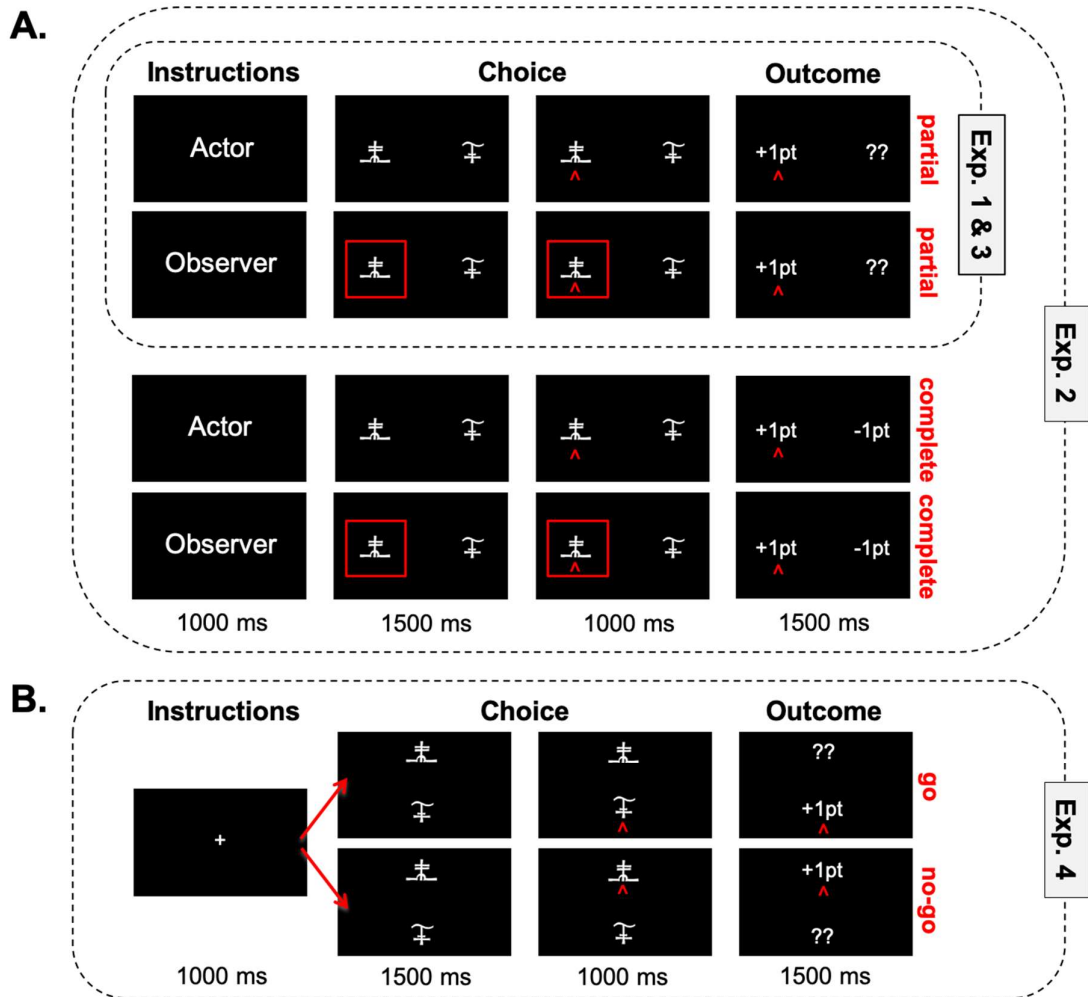 A.
Instructions Choice Outcome
Actor +1pt ?? partial
^ ^
Observer +1pt ?? partial
^ ^
Exp. 1 & 3
Actor +1pt -1pt complete
^ ^
Observer +1pt -1pt complete
^ ^
Exp. 2
1000 ms 1500 ms 1000 ms 1500 ms
B.
Instructions Choice Outcome
??
+ +1pt go
^ ^
+1pt no-go
^ ^
??
Exp. 4
1000 ms 1500 ms 1000 ms 1500 ms